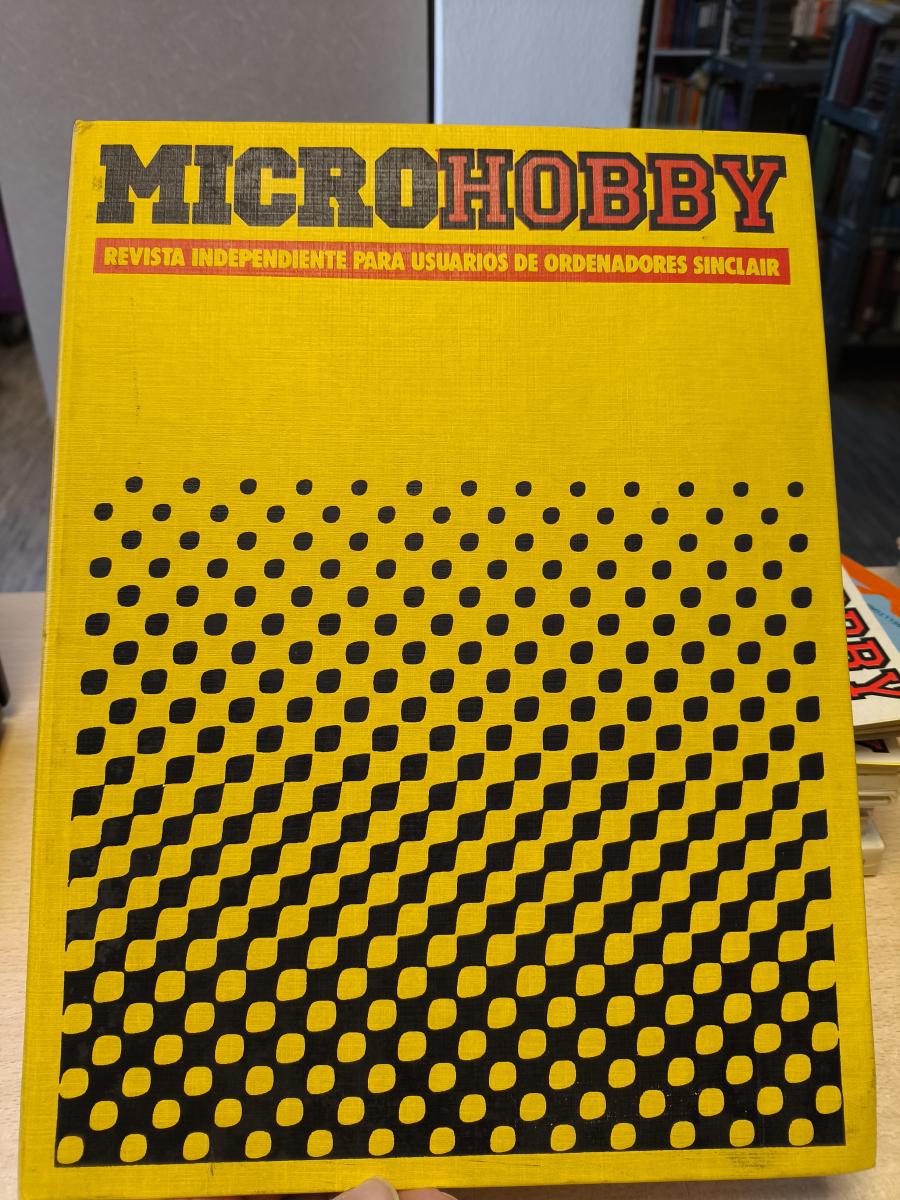 MICROHOBBY
REVISTA INDEPENDIENTE PARA USUARIOS DE ORDENADORES SINCLAIR